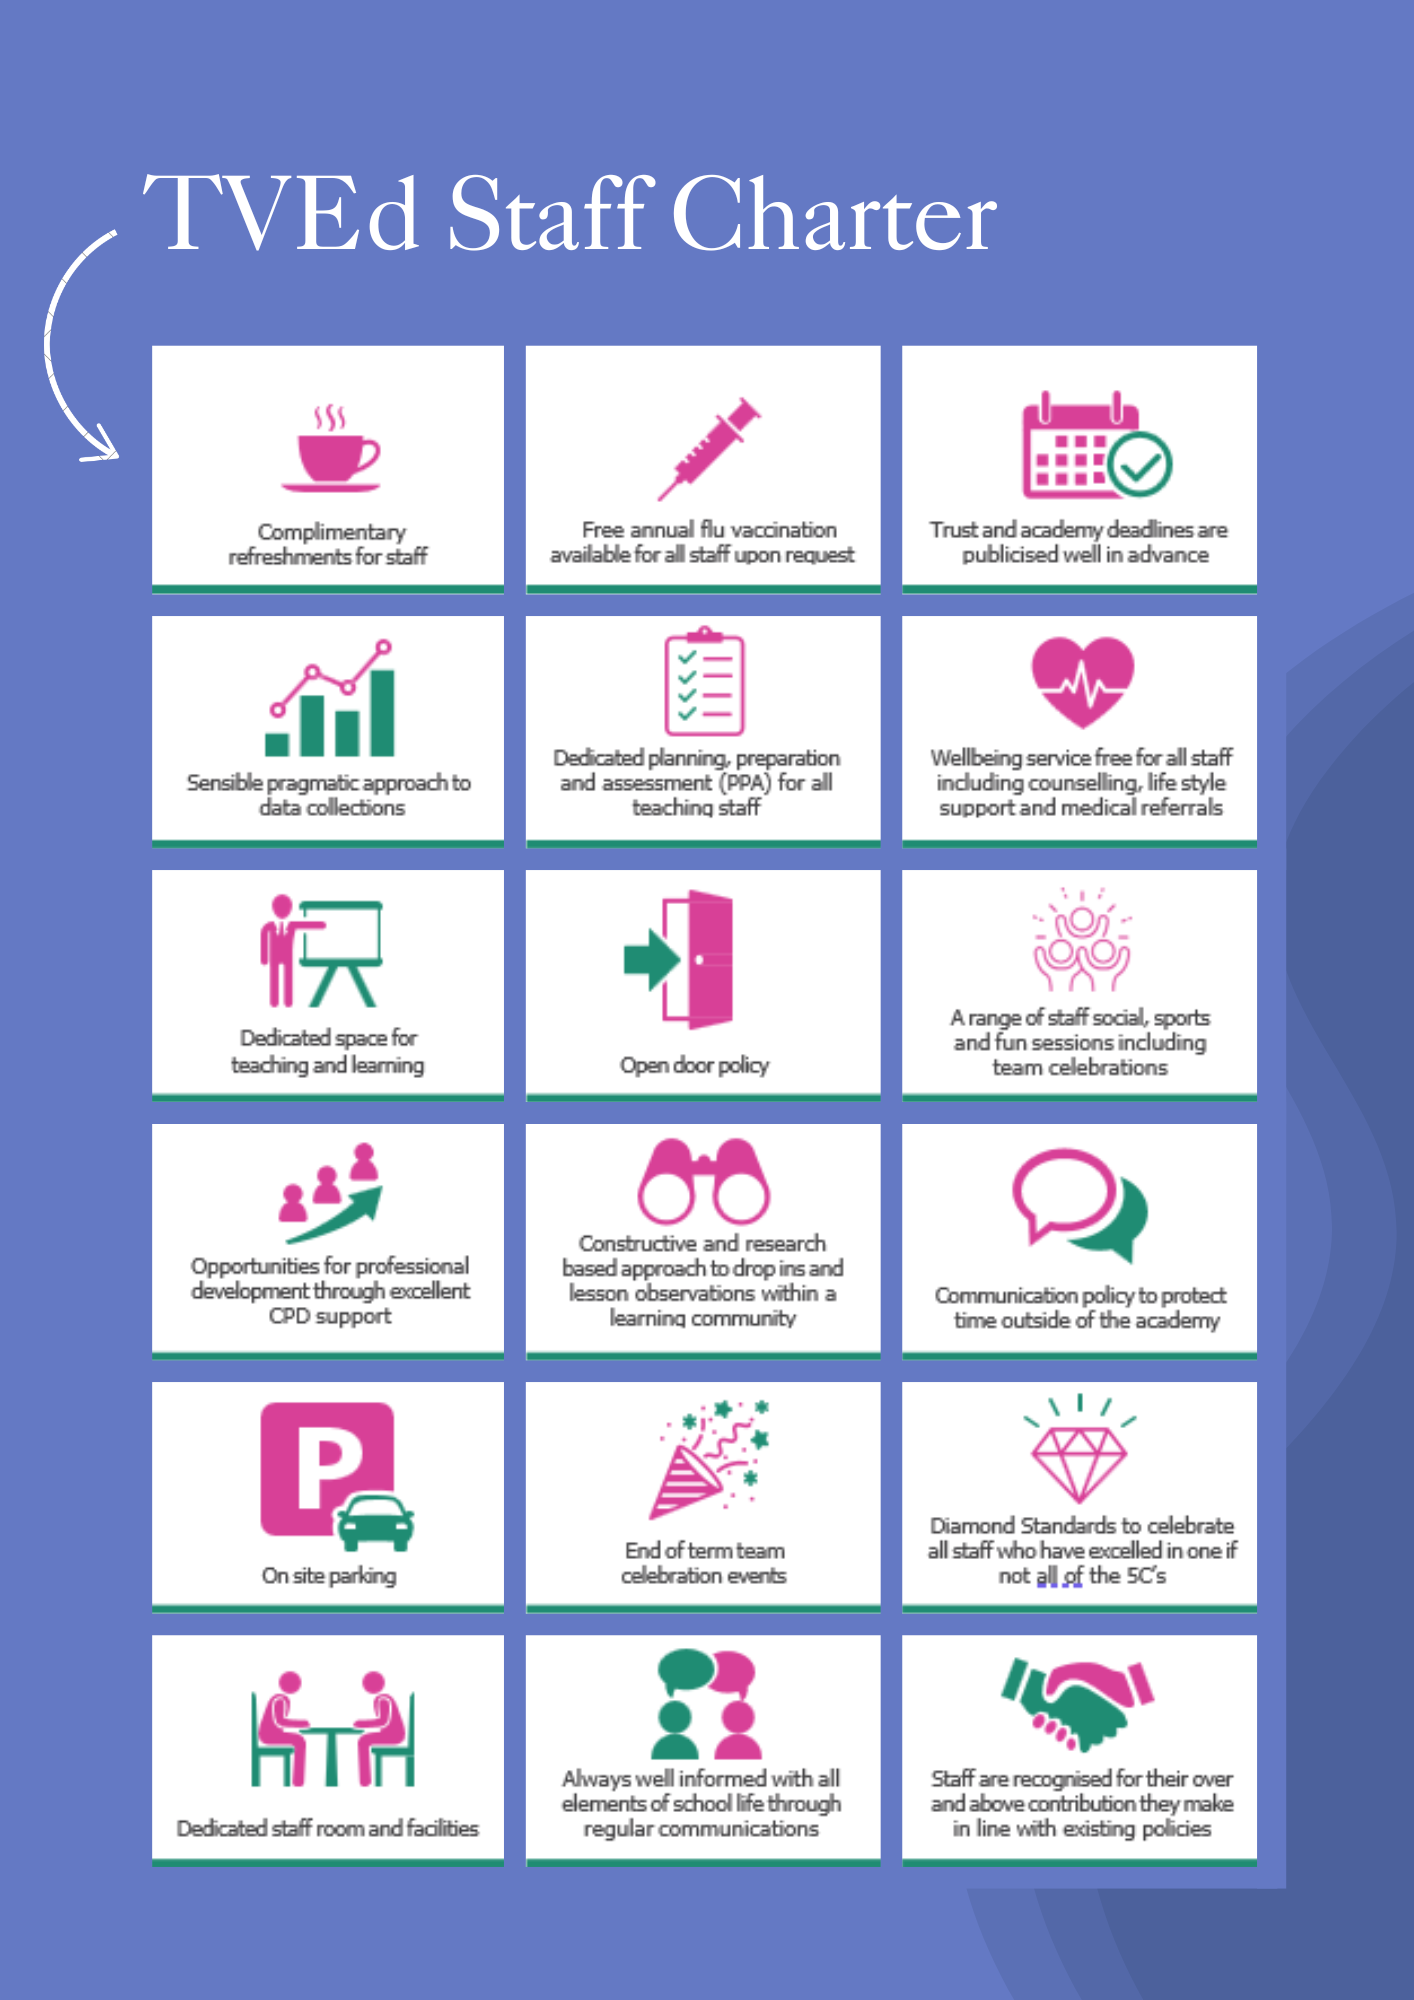 TVEd Staff Charter
Complimentary
refreshments for staff
Free annual flu vaccination
available for all staff upon request
Trust and academy deadlines are
publicised well in advance
Sensible pragmatic approach to
data collections
Dedicated planning, preparation
and assessment (PPA) for all
teaching staff
Wellbeing service free for all staff
including counselling, life style
support and medical referrals
Dedicated space for
teaching and learning
Open door policy
A range of staff social, sports
and fun sessions including
team celebrations
Opportunities for professional
development through excellent
CPD support
Constructive and research
based approach to drop ins and
lesson observations within a
learning community
Communication policy to protect
time outside of the academy
P
On site parking
End of term team
celebration events
Diamond Standards to celebrate
all staff who have excelled in one if
not all of the 5C's
Dedicated staff room and facilities
Always well informed with all
elements of school life through
regular communications
Staff are recognised for their over
and above contribution they make
in line with existing policies